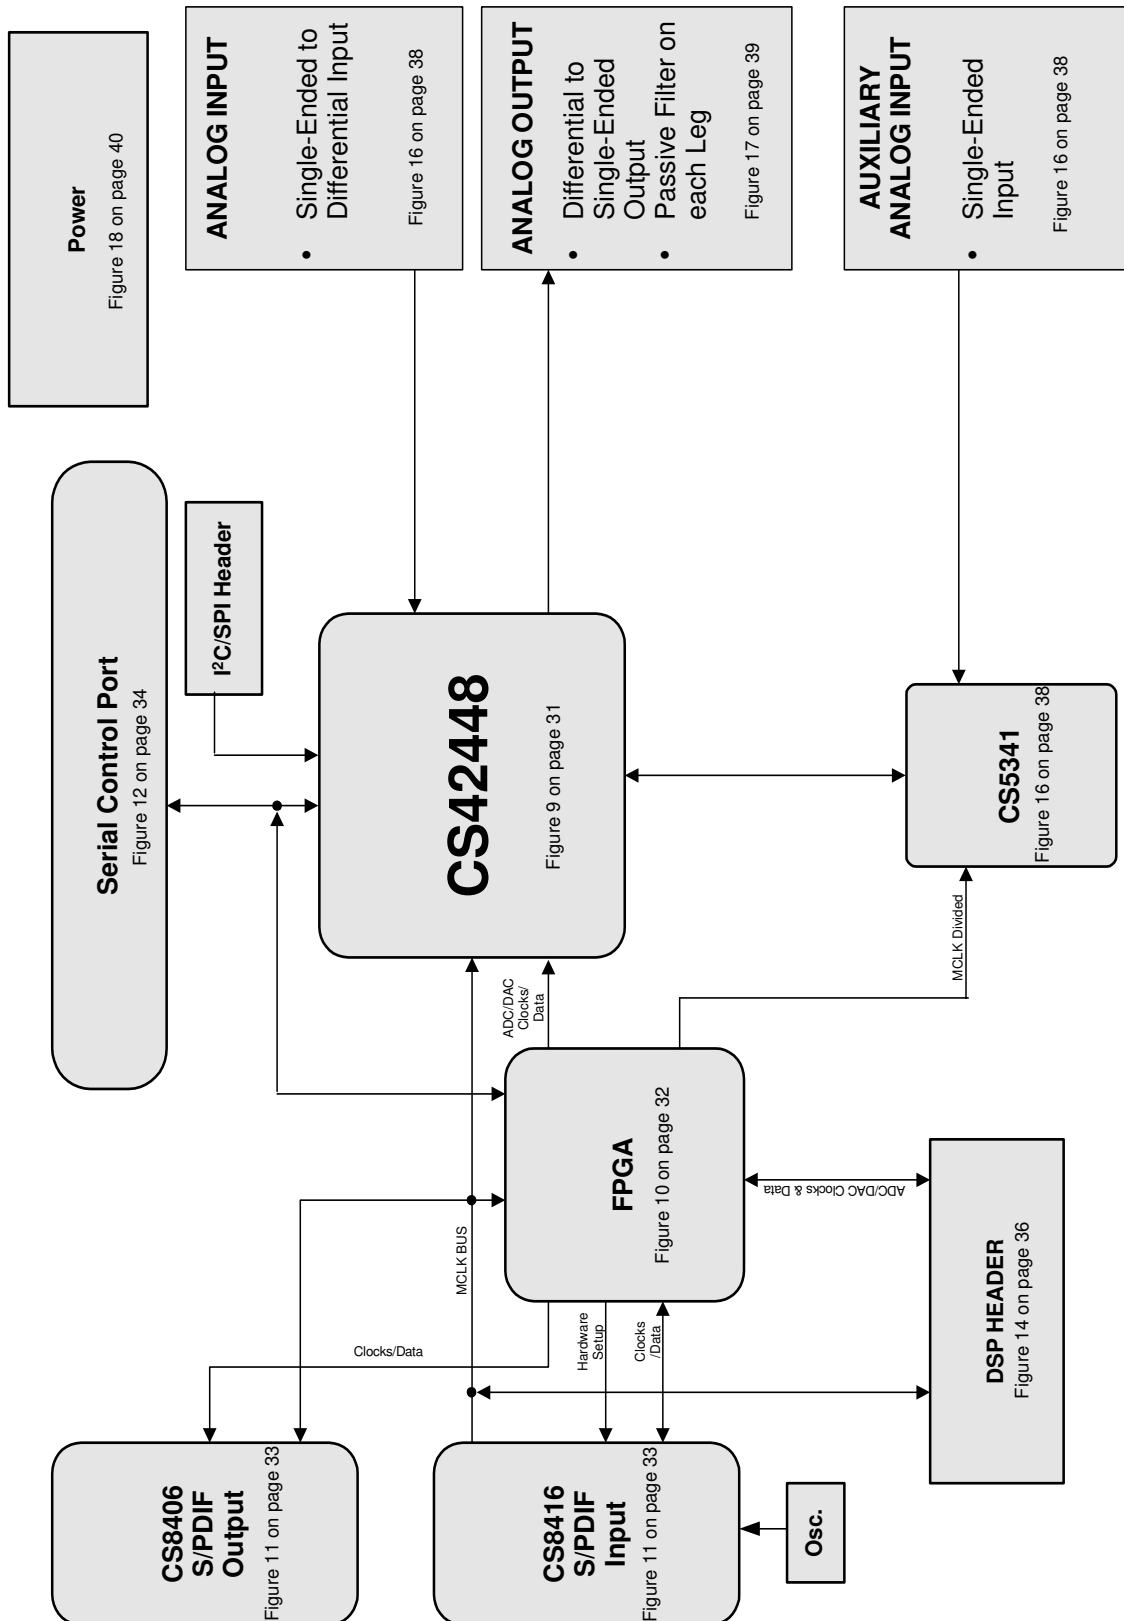 Power
Figure 18 on page 40
Serial Control Port
Figure 12 on page 34
I²C/SPI Header
ANALOG INPUT
• Single-Ended to
Differential Input
Figure 16 on page 38
ANALOG OUTPUT
• Differential to
Single-Ended
Output
• Passive Filter on
each Leg
Figure 17 on page 39
AUXILIARY
ANALOG INPUT
• Single-Ended
Input
Figure 16 on page 38
CS42448
Figure 9 on page 31
CS5341
Figure 16 on page 38
MCLK Divided
ADC/DAC
Clocks/
Data
FPGA
Figure 10 on page 32
MCLK BUS
Clocks/Data
Hardware
Setup
Clocks
/Data
ADC/DAC Clocks & Data
DSP HEADER
Figure 14 on page 36
CS8406
S/PDIF
Output
Figure 11 on page 33
CS8416
S/PDIF
Input
Figure 11 on page 33
Osc.